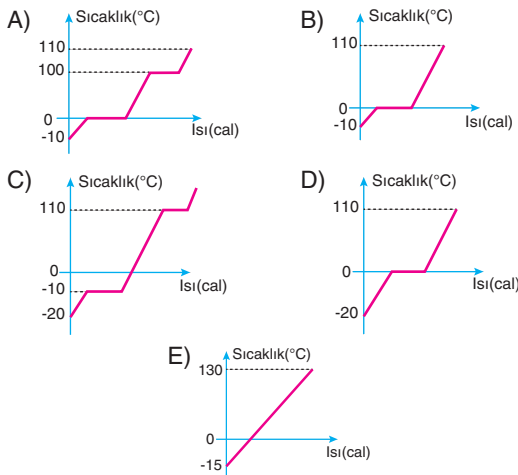 A) Sıcaklık(°C)
110
100
0
-10
Isı(cal)
B) Sıcaklık(°C)
110
0
-10
Isı(cal)
C) Sıcaklık(°C)
110
0
-10
-20
Isı(cal)
D) Sıcaklık(°C)
110
0
-20
Isı(cal)
E) Sıcaklık(°C)
130
0
-15
Isı(cal)